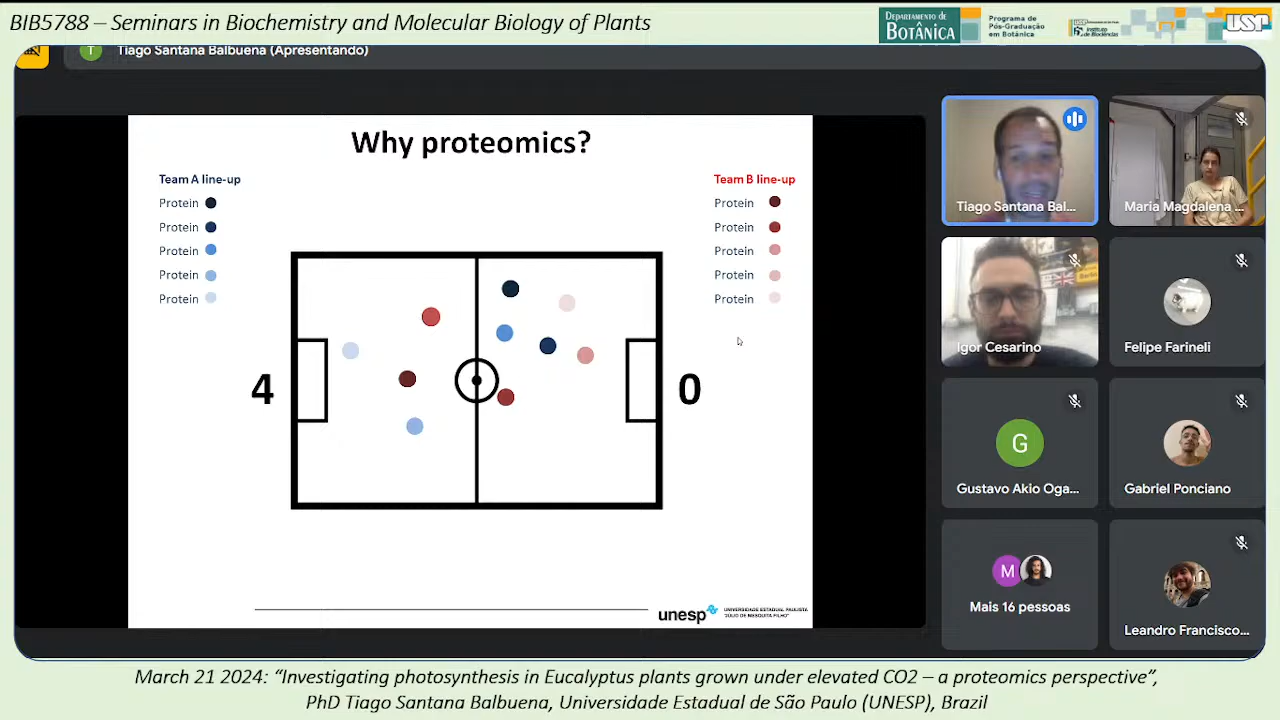 BIB5788 – Seminars in Biochemistry and Molecular Biology of Plants
DEPARTAMENTO DE
BOTÂNICA
Programa de
Pós-Graduação
em Botânica
USP
T
Tiago Santana Balbuena (Apresentando)
Why proteomics?
Team A line-up
Protein
Protein
Protein
Protein
Protein
Team B line-up
Protein
Protein
Protein
Protein
Protein
4
0
unesp
UNIVERSIDADE ESTADUAL PAULISTA
"JÚLIO DE MESQUITA FILHO"
Tiago Santana Bal...
Maria Magdalena ...
Igor Cesarino
Felipe Farineli
G
Gustavo Akio Oga...
Gabriel Ponciano
M
Mais 16 pessoas
Leandro Francisco...
March 21 2024: “Investigating photosynthesis in Eucalyptus plants grown under elevated CO2 – a proteomics perspective”,
PhD Tiago Santana Balbuena, Universidade Estadual de São Paulo (UNESP), Brazil